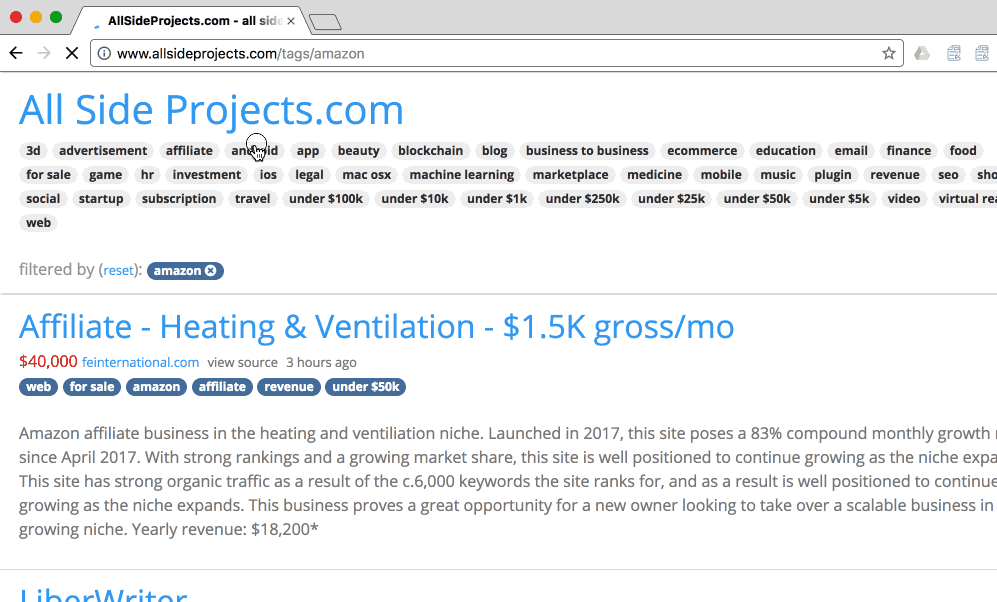 AllSideProjects.com - all side
www.allsideprojects.com/tags/amazon
All Side Projects.com
3d advertisement affiliate android app beauty blockchain blog business to business ecommerce education email finance food
for sale game hr investment ios legal mac osx machine learning marketplace medicine mobile music plugin revenue seo sho
social startup subscription travel under $100k under $10k under $1k under $250k under $25k under $50k under $5k video virtual rea
web
filtered by (reset): amazon
Affiliate - Heating & Ventilation - $1.5K gross/mo
$40,000 feinternational.com view source 3 hours ago
web for sale amazon affiliate revenue under $50k
Amazon affiliate business in the heating and ventiliation niche. Launched in 2017, this site poses a 83% compound monthly growth
since April 2017. With strong rankings and a growing market share, this site is well positioned to continue growing as the niche expa
This site has strong organic traffic as a result of the c.6,000 keywords the site ranks for, and as a result is well positioned to continue
growing as the niche expands. This business proves a great opportunity for a new owner looking to take over a scalable business in
growing niche. Yearly revenue: $18,200*
LiberWriter